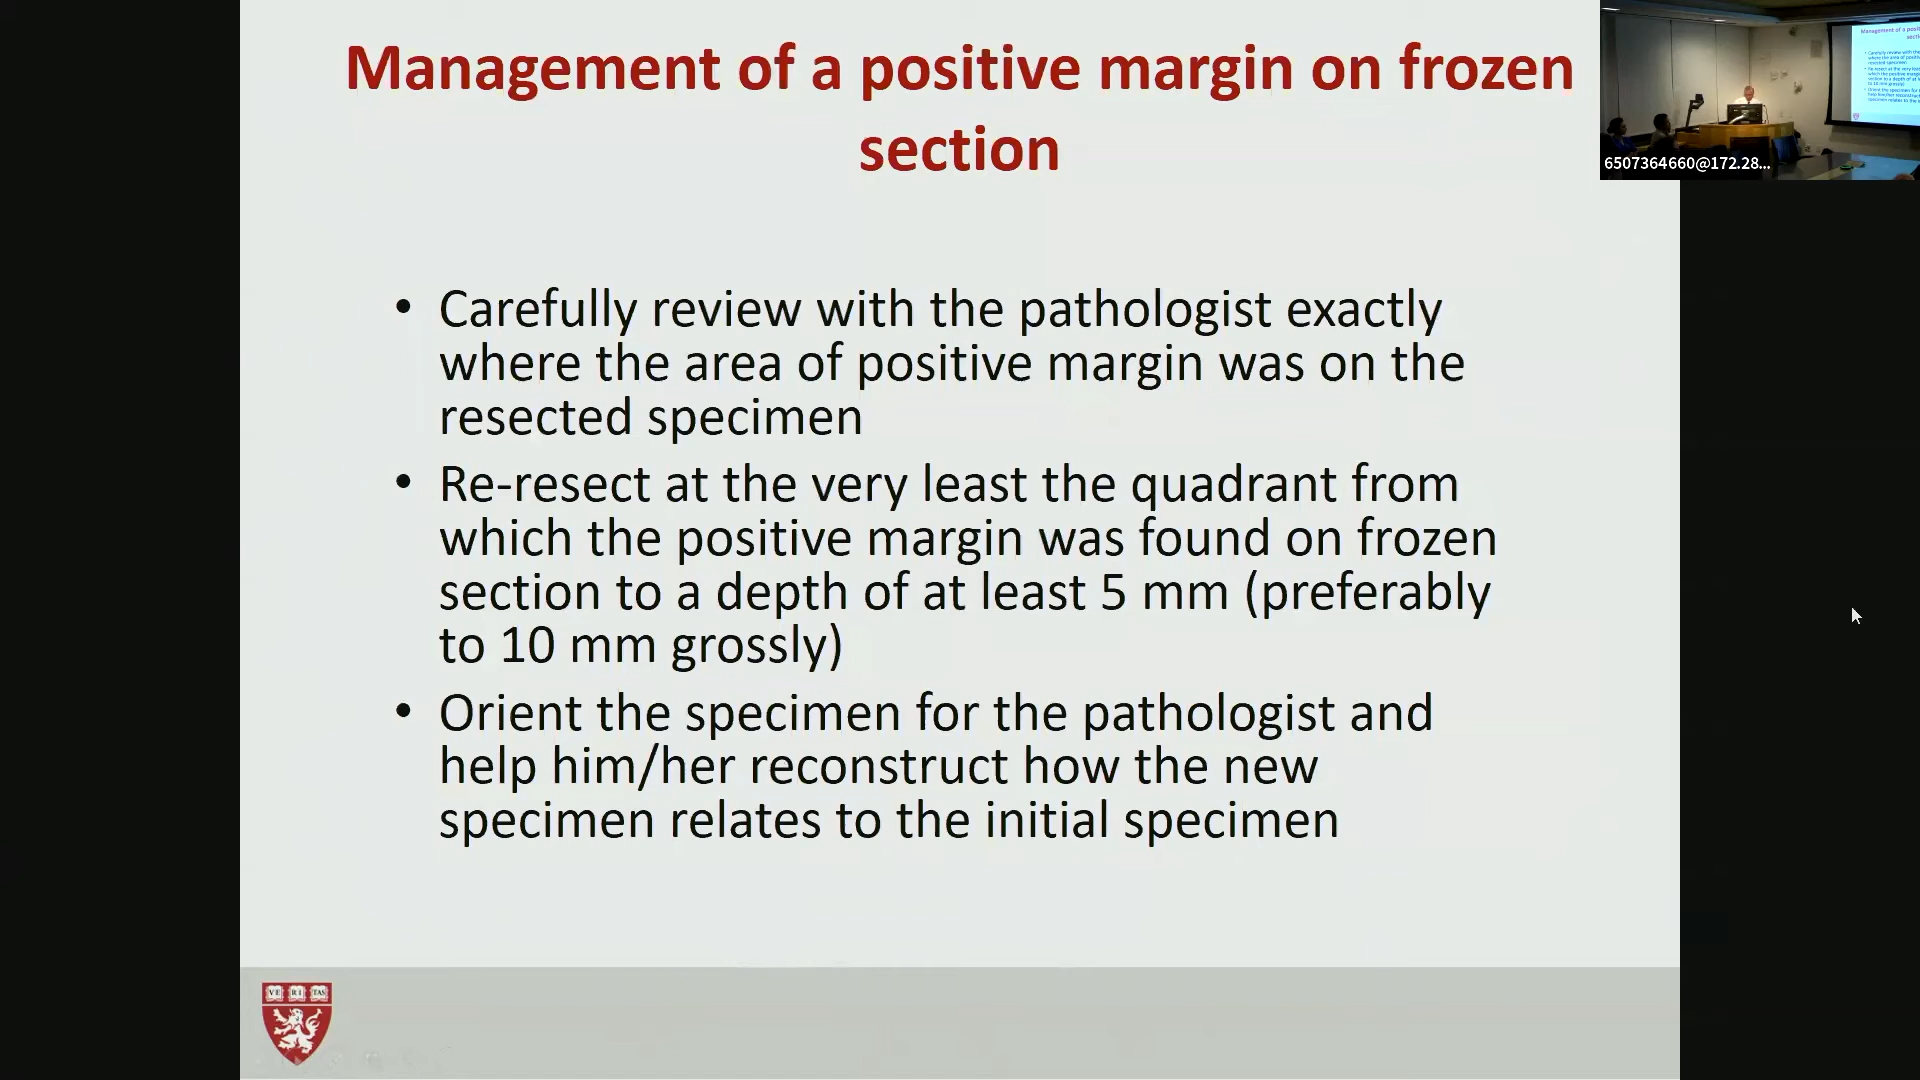 Management of a positive margin on frozen
section
6507364660@172.28...
• Carefully review with the pathologist exactly
where the area of positive margin was on the
resected specimen
• Re-resect at the very least the quadrant from
which the positive margin was found on frozen
section to a depth of at least 5 mm (preferably
to 10 mm grossly)
• Orient the specimen for the pathologist and
help him/her reconstruct how the new
specimen relates to the initial specimen
VE RI TAS